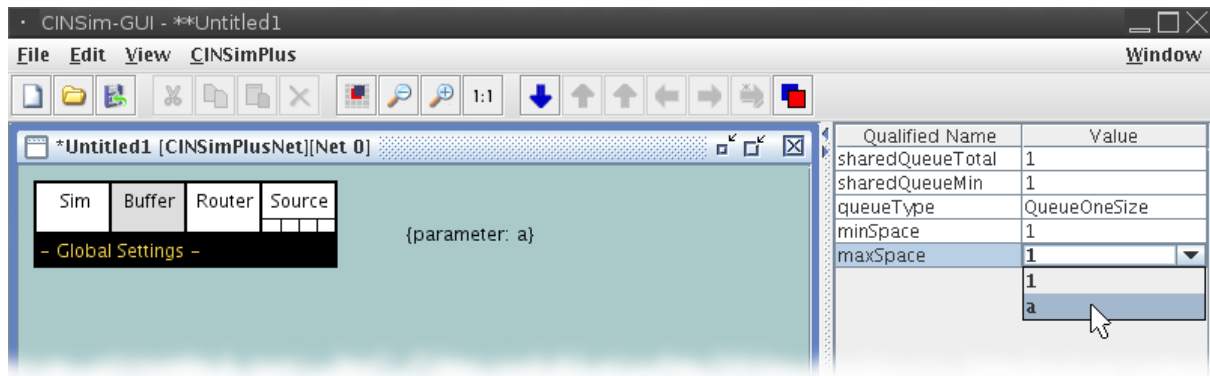 CINSim-GUI - **Untitled1
File Edit View CINSimPlus Window
1:1
*Untitled1 [CINSimPlusNet][Net 0]
Sim Buffer Router Source
- Global Settings -
{parameter: a}
Qualified Name Value
sharedQueueTotal 1
sharedQueueMin 1
queueType QueueOneSize
minSpace 1
maxSpace 1
1
a